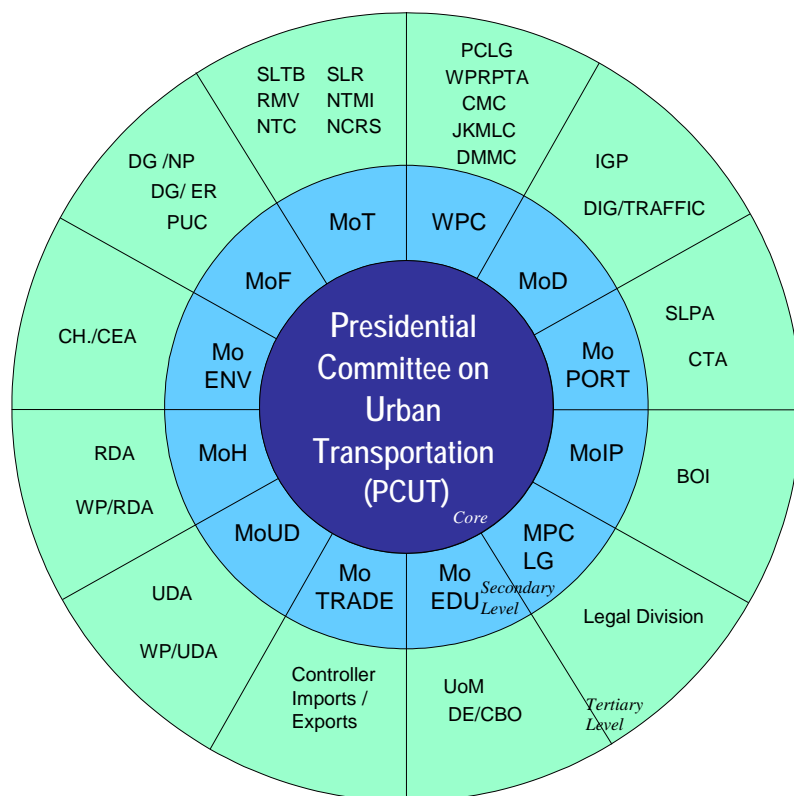 SLTB SLR
RMV NTMI
NTC NCRS
PCLG
WPRPTA
CMC
JKMLC
DMMC
IGP
DIG/TRAFFIC
SLPA
CTA
BOI
Legal Division
Tertiary
Level
UoM
DE/CBO
Controller
Imports /
Exports
UDA
WP/UDA
RDA
WP/RDA
CH./CEA
DG /NP
DG/ ER
PUC
MoT
WPC
MoD
Mo
PORT
MoIP
MPC
LG
Mo
EDU
Secondary
Level
Mo
TRADE
MoUD
MoH
Mo
ENV
MoF
Presidential
Committee on
Urban
Transportation
(PCUT)
Core